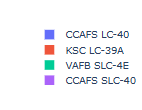 CCAFS LC-40
KSC LC-39A
VAFB SLC-4E
CCAFS SLC-40